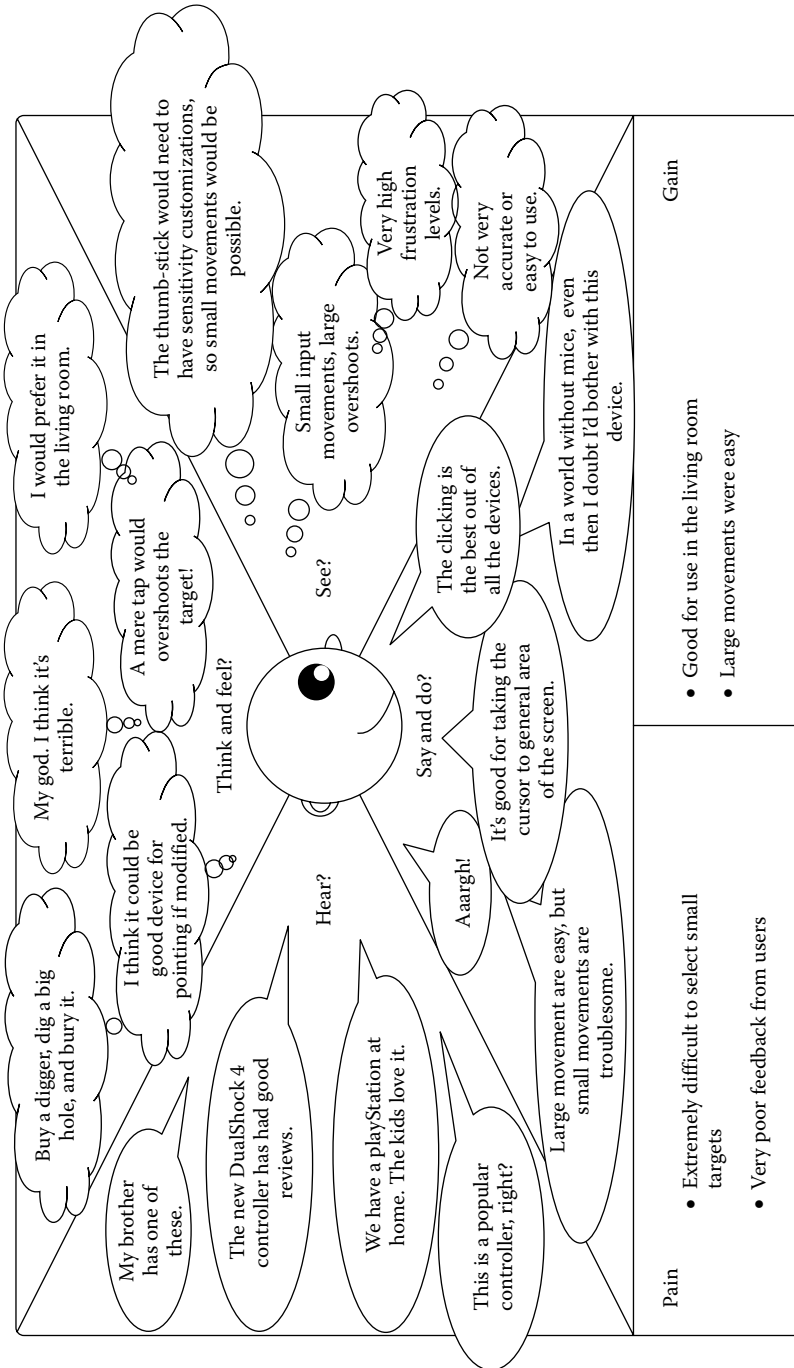 Buy a digger, dig a big
hole, and bury it.
My god. I think it's
terrible.
I would prefer it in
the living room.
I think it could be
good device for
pointing if modified.
A mere tap would
overshoots the
target!
The thumb-stick would need to
have sensitivity customizations,
so small movements would be
possible.
Think and feel?
My brother
has one of
these.
The new DualShock 4
controller has had good
reviews.
We have a playStation at
home. The kids love it.
This is a popular
controller, right?
Hear?
See?
Small input
movements, large
overshoots.
Very high
frustration
levels.
Not very
accurate or
easy to use.
Say and do?
Aaargh!
Large movement are easy, but
small movements are
troublesome.
It's good for taking the
cursor to general area
of the screen.
The clicking is
the best out of
all the devices.
In a world without mice, even
then I doubt I'd bother with this
device.
Pain
• Extremely difficult to select small
targets
• Very poor feedback from users
Gain
• Good for use in the living room
• Large movements were easy